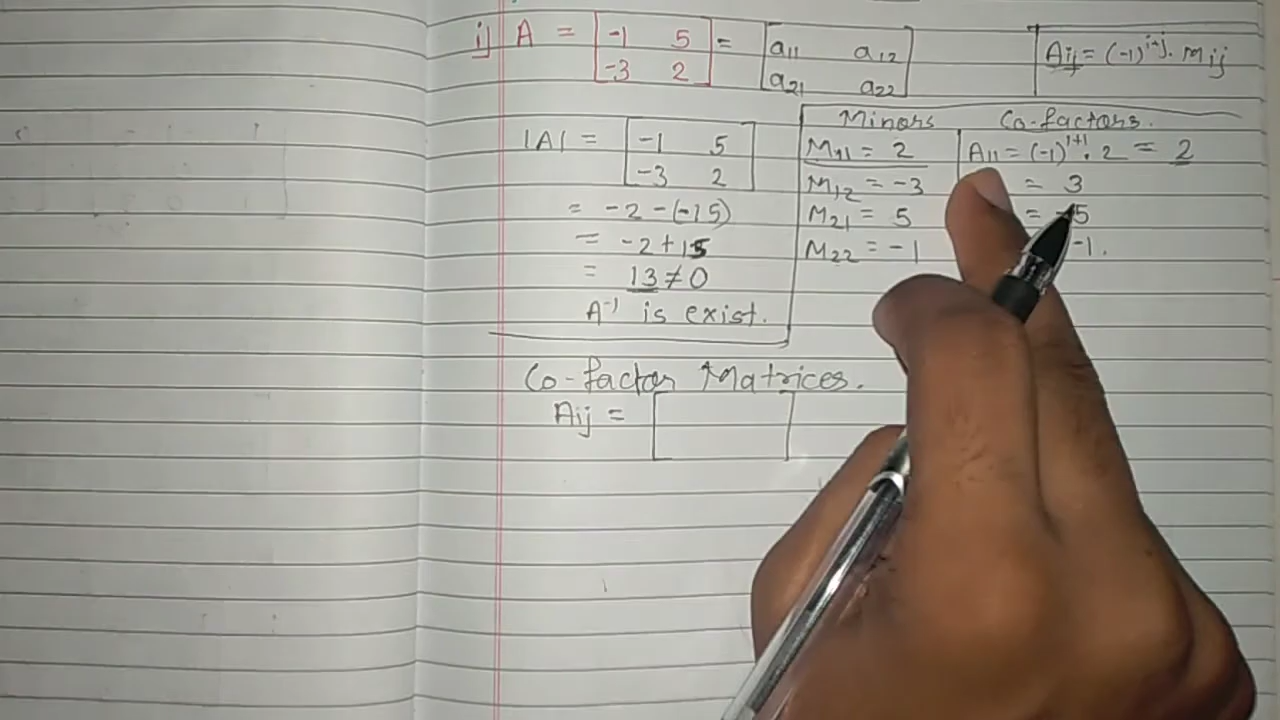 i) A = [-1 5 -3 2] = [a11 a12 a21 a22]
Aij = (-1)^i+j . Mij
|A| = |-1 5 -3 2|
= -2 - (-15)
= -2 + 15
= 13 ≠ 0
A^-1 is exist.
Minors
M11 = 2
M12 = -3
M21 = 5
M22 = -1
Co-factors.
A11 = (-1)^1+1 . 2 = 2
= 3
= -5
-1.
Co-factor Matrices.
Aij =